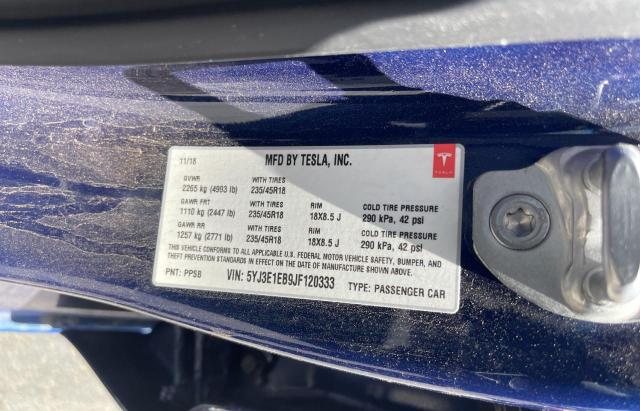 11/18 MFD BY TESLA, INC.
TESLA
GVWR WITH TIRES
2265 kg (4993 lb) 235/45R18
GAWR FRT WITH TIRES RIM COLD TIRE PRESSURE
1110 kg (2447 lb) 235/45R18 18X8.5 J 290 kPa, 42 psi
GAWR RR WITH TIRES RIM COLD TIRE PRESSURE
1257 kg (2771 lb) 235/45R18 18X8.5 J 290 kPa, 42 psi
THIS VEHICLE CONFORMS TO ALL APPLICABLE U.S. FEDERAL MOTOR VEHICLE SAFETY, BUMPER, AND
THEFT PREVENTION STANDARDS IN EFFECT ON THE DATE OF MANUFACTURE SHOWN ABOVE.
PNT: PPSB VIN: 5YJ3E1EB9JF120333 TYPE: PASSENGER CAR